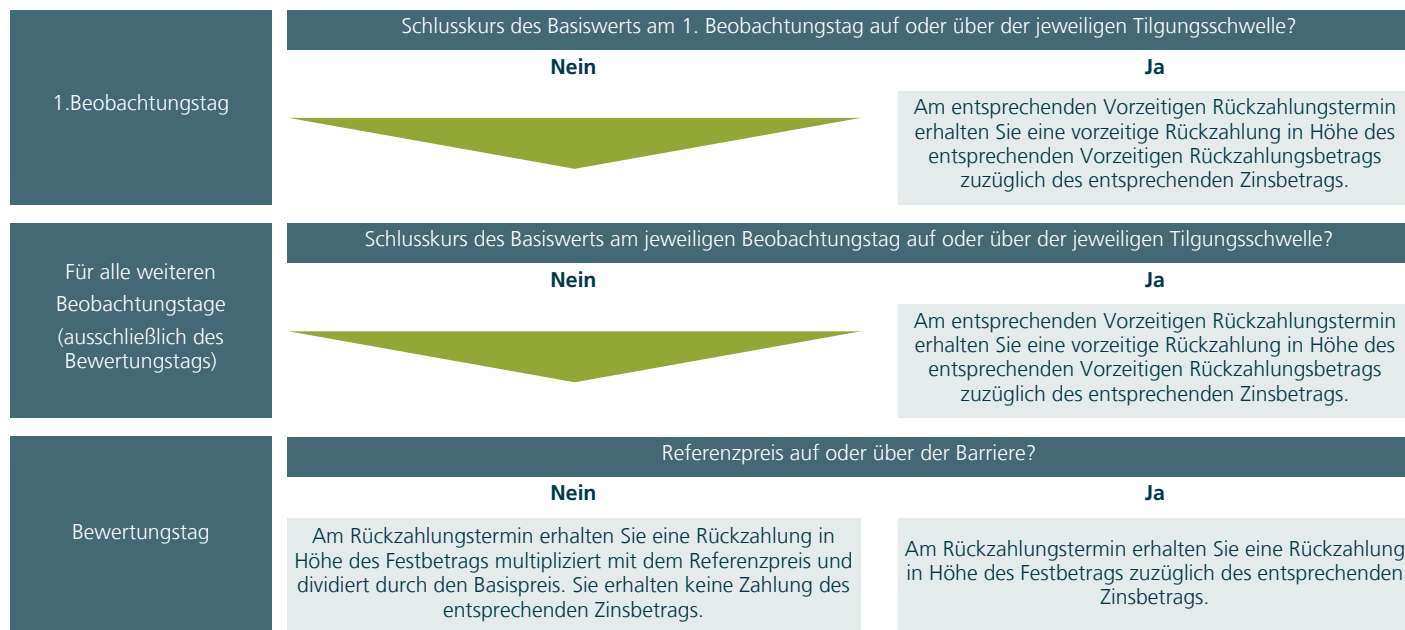 1.Beobachtungstag
Schlusskurs des Basiswerts am 1. Beobachtungstag auf oder über der jeweiligen Tilgungsschwelle?
Nein
Ja
Am entsprechenden Vorzeitigen Rückzahlungstermin
erhalten Sie eine vorzeitige Rückzahlung in Höhe des
entsprechenden Vorzeitigen Rückzahlungsbetrags
zuzüglich des entsprechenden Zinsbetrags.
Für alle weiteren
Beobachtungstage
(ausschließlich des
Bewertungstags)
Schlusskurs des Basiswerts am jeweiligen Beobachtungstag auf oder über der jeweiligen Tilgungsschwelle?
Nein
Ja
Am entsprechenden Vorzeitigen Rückzahlungstermin
erhalten Sie eine vorzeitige Rückzahlung in Höhe des
entsprechenden Vorzeitigen Rückzahlungsbetrags
zuzüglich des entsprechenden Zinsbetrags.
Bewertungstag
Referenzpreis auf oder über der Barriere?
Nein
Ja
Am Rückzahlungstermin erhalten Sie eine Rückzahlung in
Höhe des Festbetrags multipliziert mit dem Referenzpreis und
dividiert durch den Basispreis. Sie erhalten keine Zahlung des
entsprechenden Zinsbetrags.
Am Rückzahlungstermin erhalten Sie eine Rückzahlung
in Höhe des Festbetrags zuzüglich des entsprechenden
Zinsbetrags.